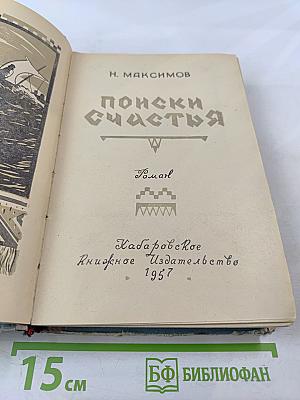 Н. МАКСИМОВ
ПОИСКИ
СЧАСТЬЯ
Роман
Хабаровское
Книжное Издательство
1957
15 см
БФ БИБЛИОФАН